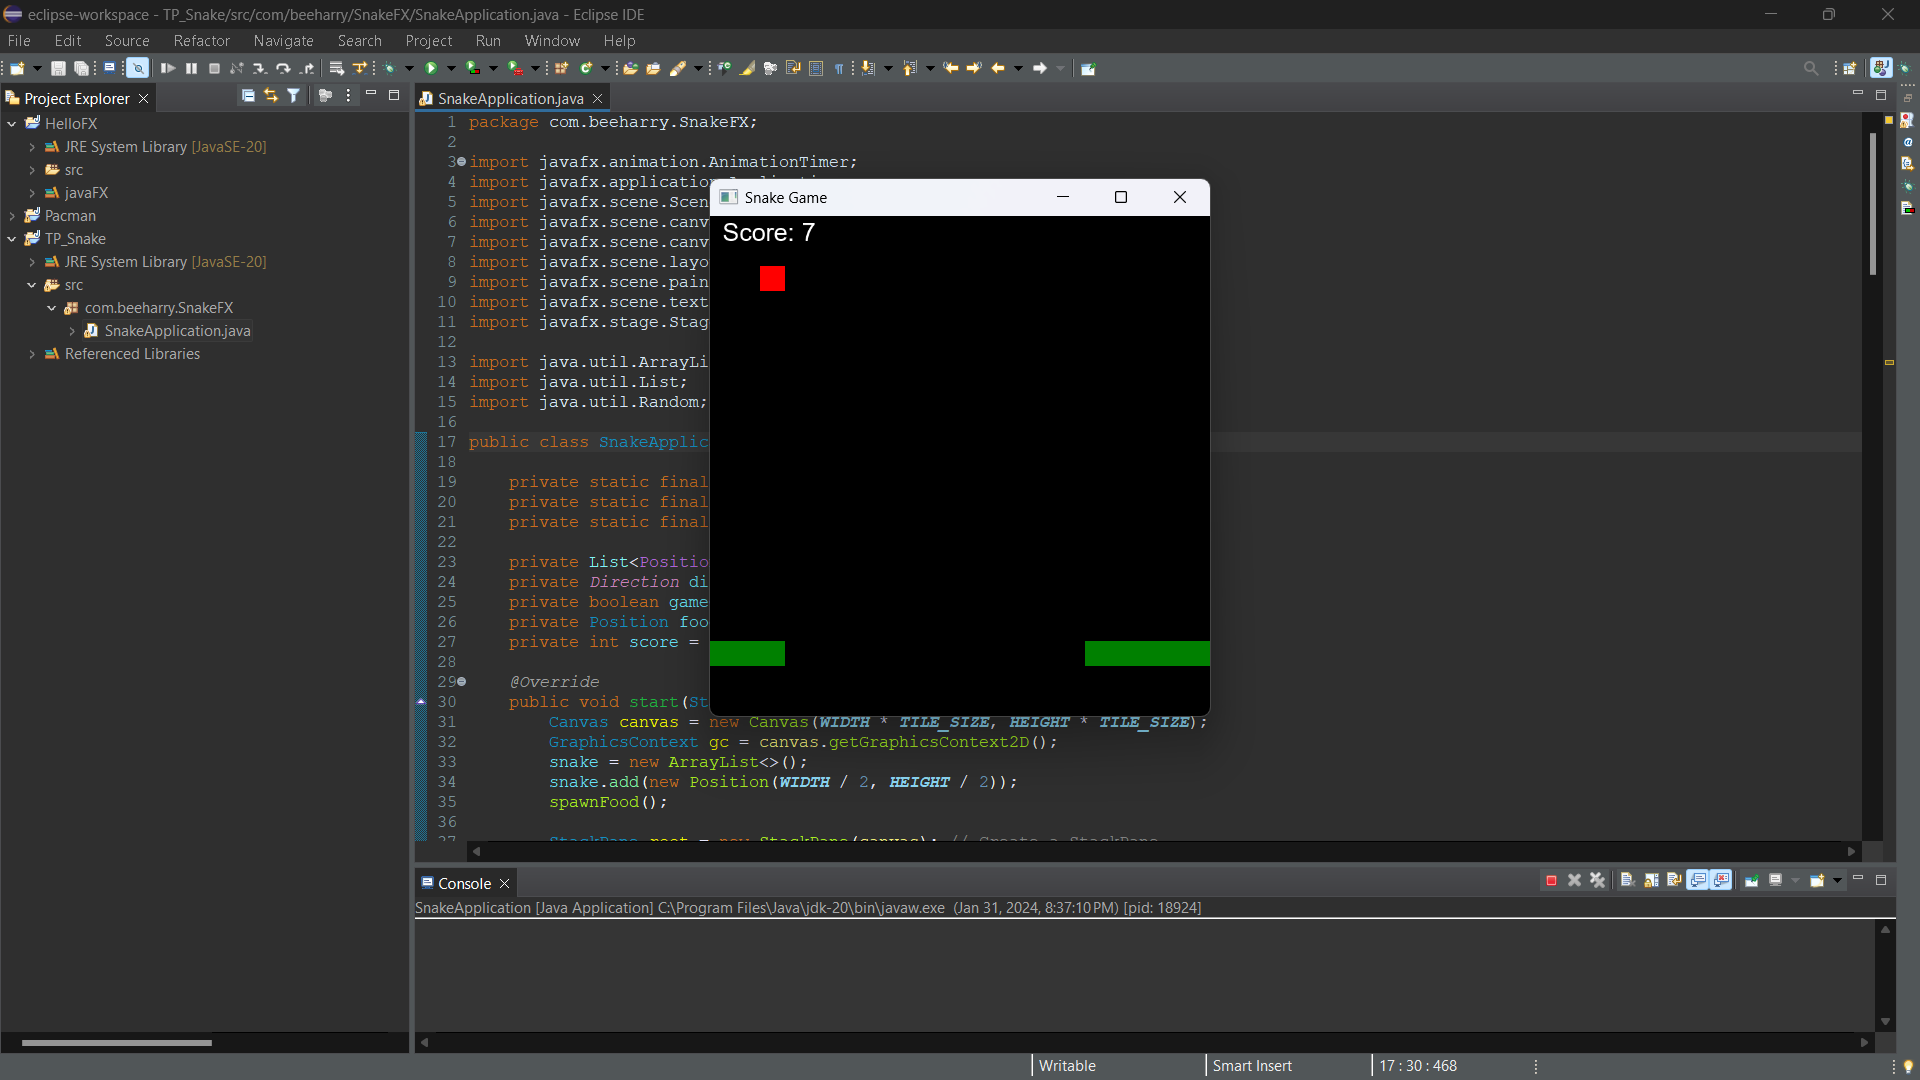 eclipse-workspace - TP_Snake/src/com/beeharry/SnakeFX/SnakeApplication.java - Eclipse IDE
File Edit Source Refactor Navigate Search Project Run Window Help
Project Explorer
HelloFX
JRE System Library [JavaSE-20]
src
javaFX
Pacman
TP_Snake
JRE System Library [JavaSE-20]
src
com.beeharry.SnakeFX
SnakeApplication.java
Referenced Libraries
SnakeApplication.java
1 package com.beeharry.SnakeFX;
2
3 import javafx.animation.AnimationTimer;
4 import javafx.applicatio
5 import javafx.scene.Scen
6 import javafx.scene.canv
7 import javafx.scene.canv
8 import javafx.scene.layo
9 import javafx.scene.pain
10 import javafx.scene.text
11 import javafx.stage.Stag
12
13 import java.util.ArrayLi
14 import java.util.List;
15 import java.util.Random;
16
17 public class SnakeApplic
18
19 private static final
20 private static final
21 private static final
22
23 private List<Positio
24 private Direction di
25 private boolean game
26 private Position foo
27 private int score =
28
29 @Override
30 public void start(St
31 Canvas canvas = new Canvas(WIDTH * TILE_SIZE, HEIGHT * TILE_SIZE);
32 GraphicsContext gc = canvas.getGraphicsContext2D();
33 snake = new ArrayList<>();
34 snake.add(new Position(WIDTH / 2, HEIGHT / 2));
35 spawnFood();
36
Snake Game
Score: 7
Console
SnakeApplication [Java Application] C:\Program Files\Java\jdk-20\bin\javaw.exe (Jan 31, 2024, 8:37:10 PM) [pid: 18924]
Writable
Smart Insert
17 : 30 : 468